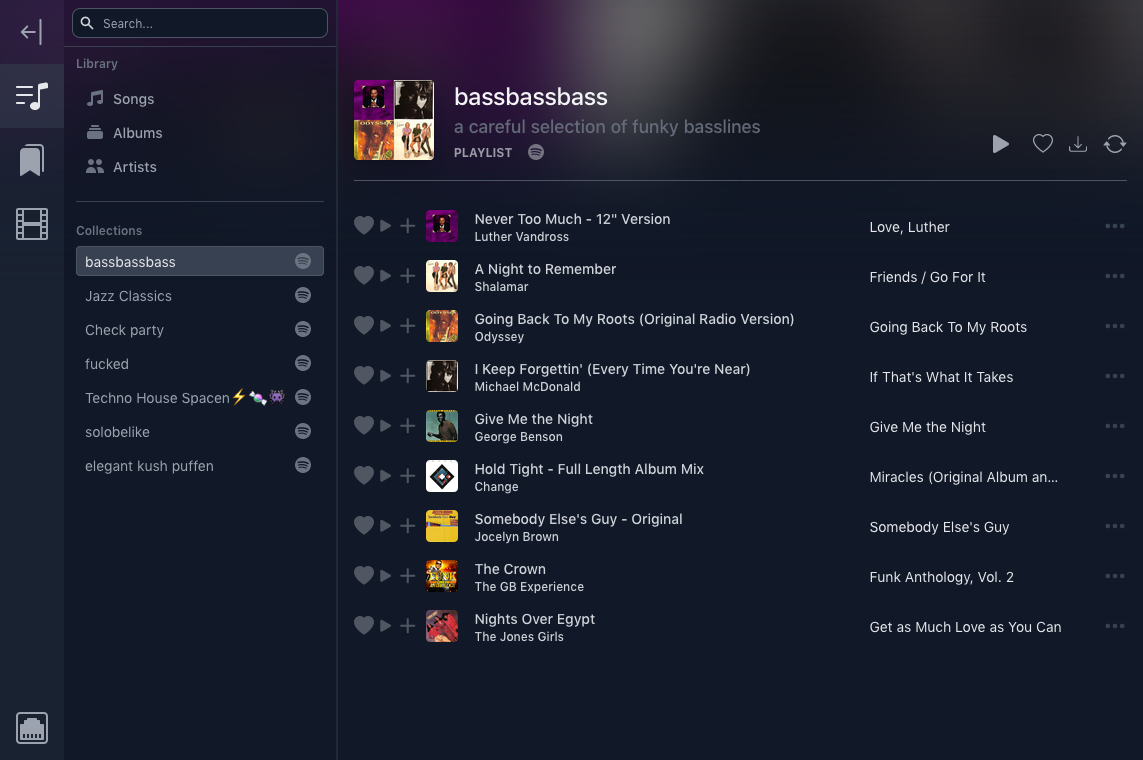 Search...
Library
Songs
Albums
Artists
Collections
bassbassbass
Jazz Classics
Check party
fucked
Techno House Spacen⚡🍬👾
solobelike
elegant kush puffen
bassbassbass
a careful selection of funky basslines
PLAYLIST
Never Too Much - 12" Version
Luther Vandross
Love, Luther
A Night to Remember
Shalamar
Friends / Go For It
Going Back To My Roots (Original Radio Version)
Odyssey
Going Back To My Roots
I Keep Forgettin' (Every Time You're Near)
Michael McDonald
If That's What It Takes
Give Me the Night
George Benson
Give Me the Night
Hold Tight - Full Length Album Mix
Change
Miracles (Original Album an...
Somebody Else's Guy - Original
Jocelyn Brown
Somebody Else's Guy
The Crown
The GB Experience
Funk Anthology, Vol. 2
Nights Over Egypt
The Jones Girls
Get as Much Love as You Can